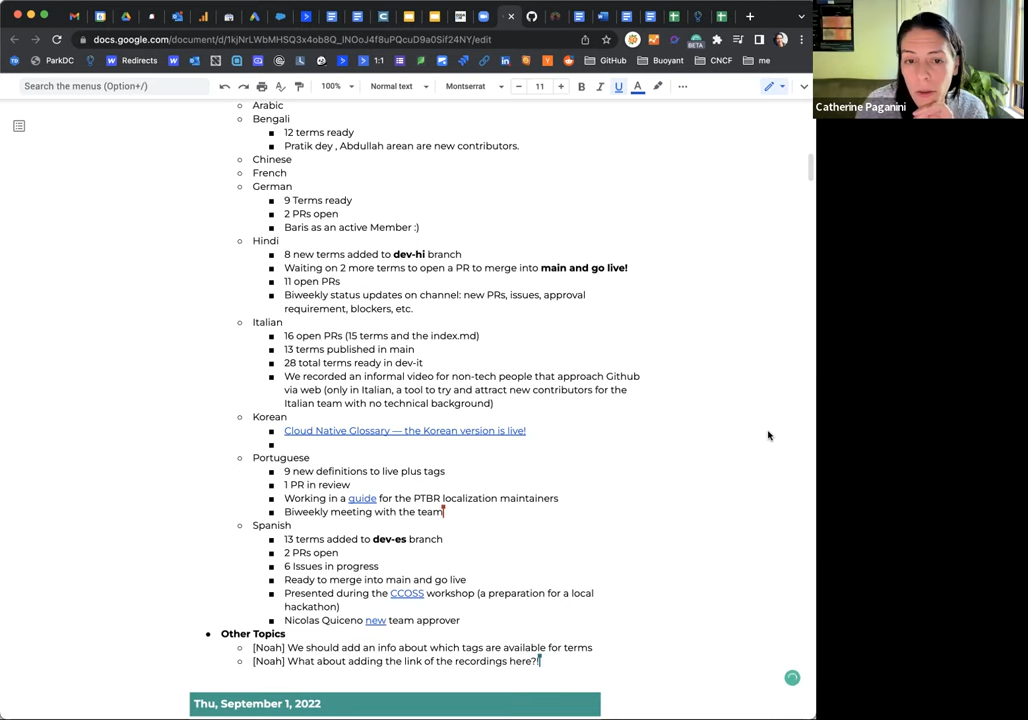 docs.google.com/document/d/1kjNrLWbMHSQ3x4ob8Q_lNOoJ4f8uPQcuD9a0Sif24NY/edit
ParkDC
Redirects
1:1
GitHub
Buoyant
CNCF
me
BETA
Search the menus (Option+/)
100%
Normal text
Montserrat
11
B I U A
Catherine Paganini
Arabic
Bengali
12 terms ready
Pratik dey , Abdullah arean are new contributors.
Chinese
French
German
9 Terms ready
2 PRs open
Baris as an active Member :)
Hindi
8 new terms added to dev-hi branch
Waiting on 2 more terms to open a PR to merge into main and go live!
11 open PRs
Biweekly status updates on channel: new PRs, issues, approval
requirement, blockers, etc.
Italian
16 open PRs (15 terms and the index.md)
13 terms published in main
28 total terms ready in dev-it
We recorded an informal video for non-tech people that approach Github
via web (only in Italian, a tool to try and attract new contributors for the
Italian team with no technical background)
Korean
Cloud Native Glossary — the Korean version is live!
Portuguese
9 new definitions to live plus tags
1 PR in review
Working in a guide for the PTBR localization maintainers
Biweekly meeting with the team
Spanish
13 terms added to dev-es branch
2 PRs open
6 Issues in progress
Ready to merge into main and go live
Presented during the CCOSS workshop (a preparation for a local
hackathon)
Nicolas Quiceno new team approver
Other Topics
[Noah] We should add an info about which tags are available for terms
[Noah] What about adding the link of the recordings here?!
Thu, September 1, 2022